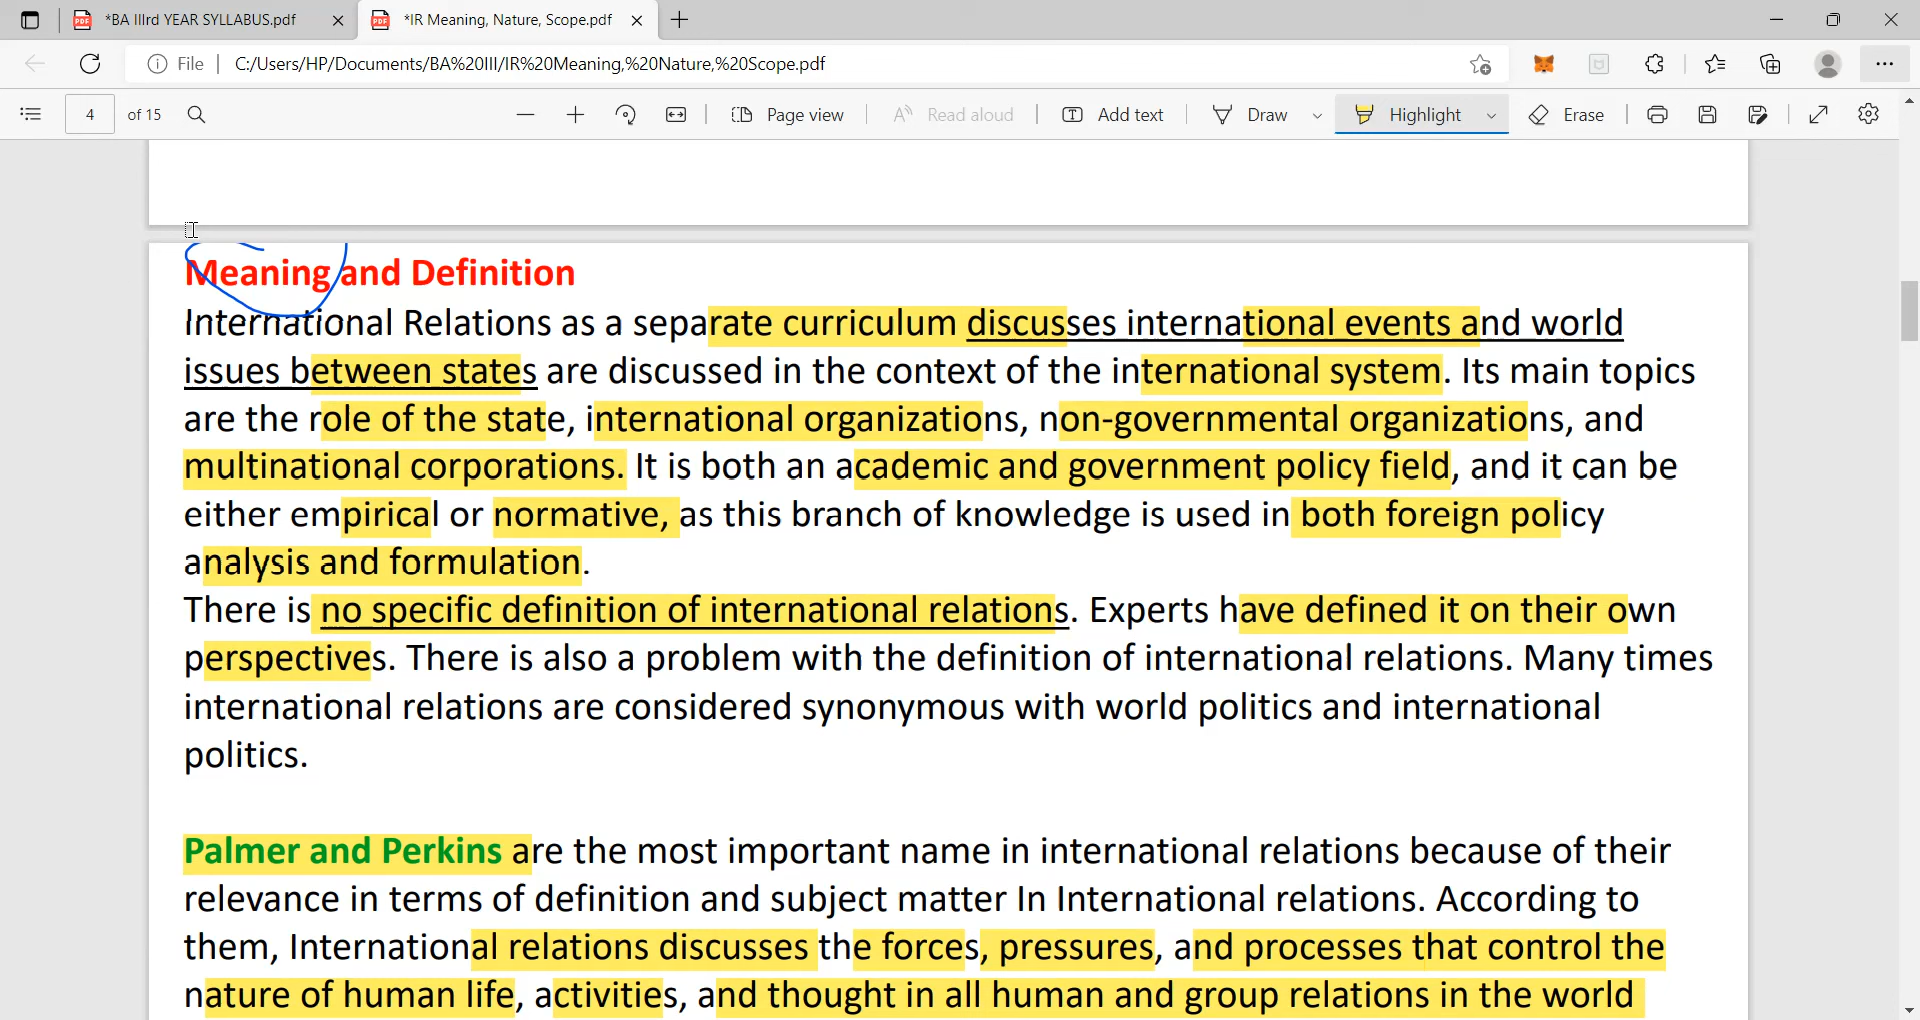 *BA IIIrd YEAR SYLLABUS.pdf
*IR Meaning, Nature, Scope.pdf
File
C:/Users/HP/Documents/BA%20III/IR%20Meaning,%20Nature,%20Scope.pdf
4 of 15
Page view
Read aloud
Add text
Draw
Highlight
Erase
Meaning and Definition
International Relations as a separate curriculum discusses international events and world
issues between states are discussed in the context of the international system. Its main topics
are the role of the state, international organizations, non-governmental organizations, and
multinational corporations. It is both an academic and government policy field, and it can be
either empirical or normative, as this branch of knowledge is used in both foreign policy
analysis and formulation.
There is no specific definition of international relations. Experts have defined it on their own
perspectives. There is also a problem with the definition of international relations. Many times
international relations are considered synonymous with world politics and international
politics.
Palmer and Perkins are the most important name in international relations because of their
relevance in terms of definition and subject matter In International relations. According to
them, International relations discusses the forces, pressures, and processes that control the
nature of human life, activities, and thought in all human and group relations in the world